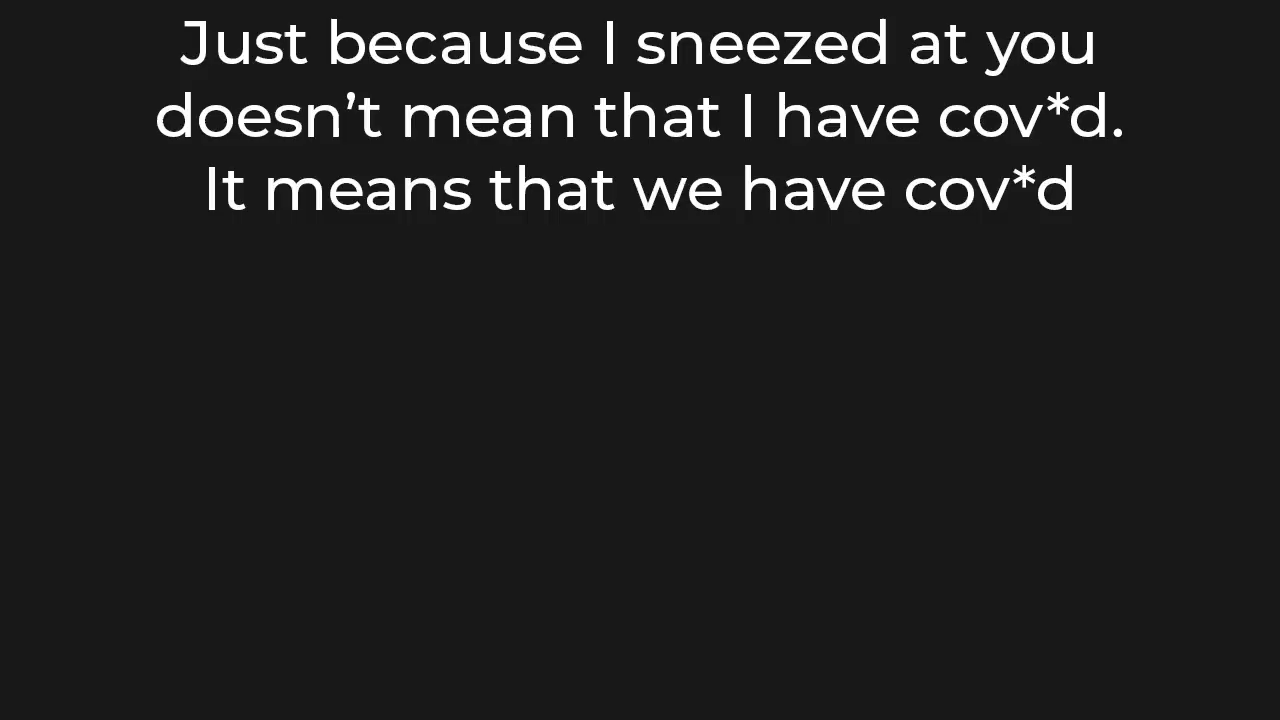 Just because I sneezed at you
doesn’t mean that I have cov*d.
It means that we have cov*d